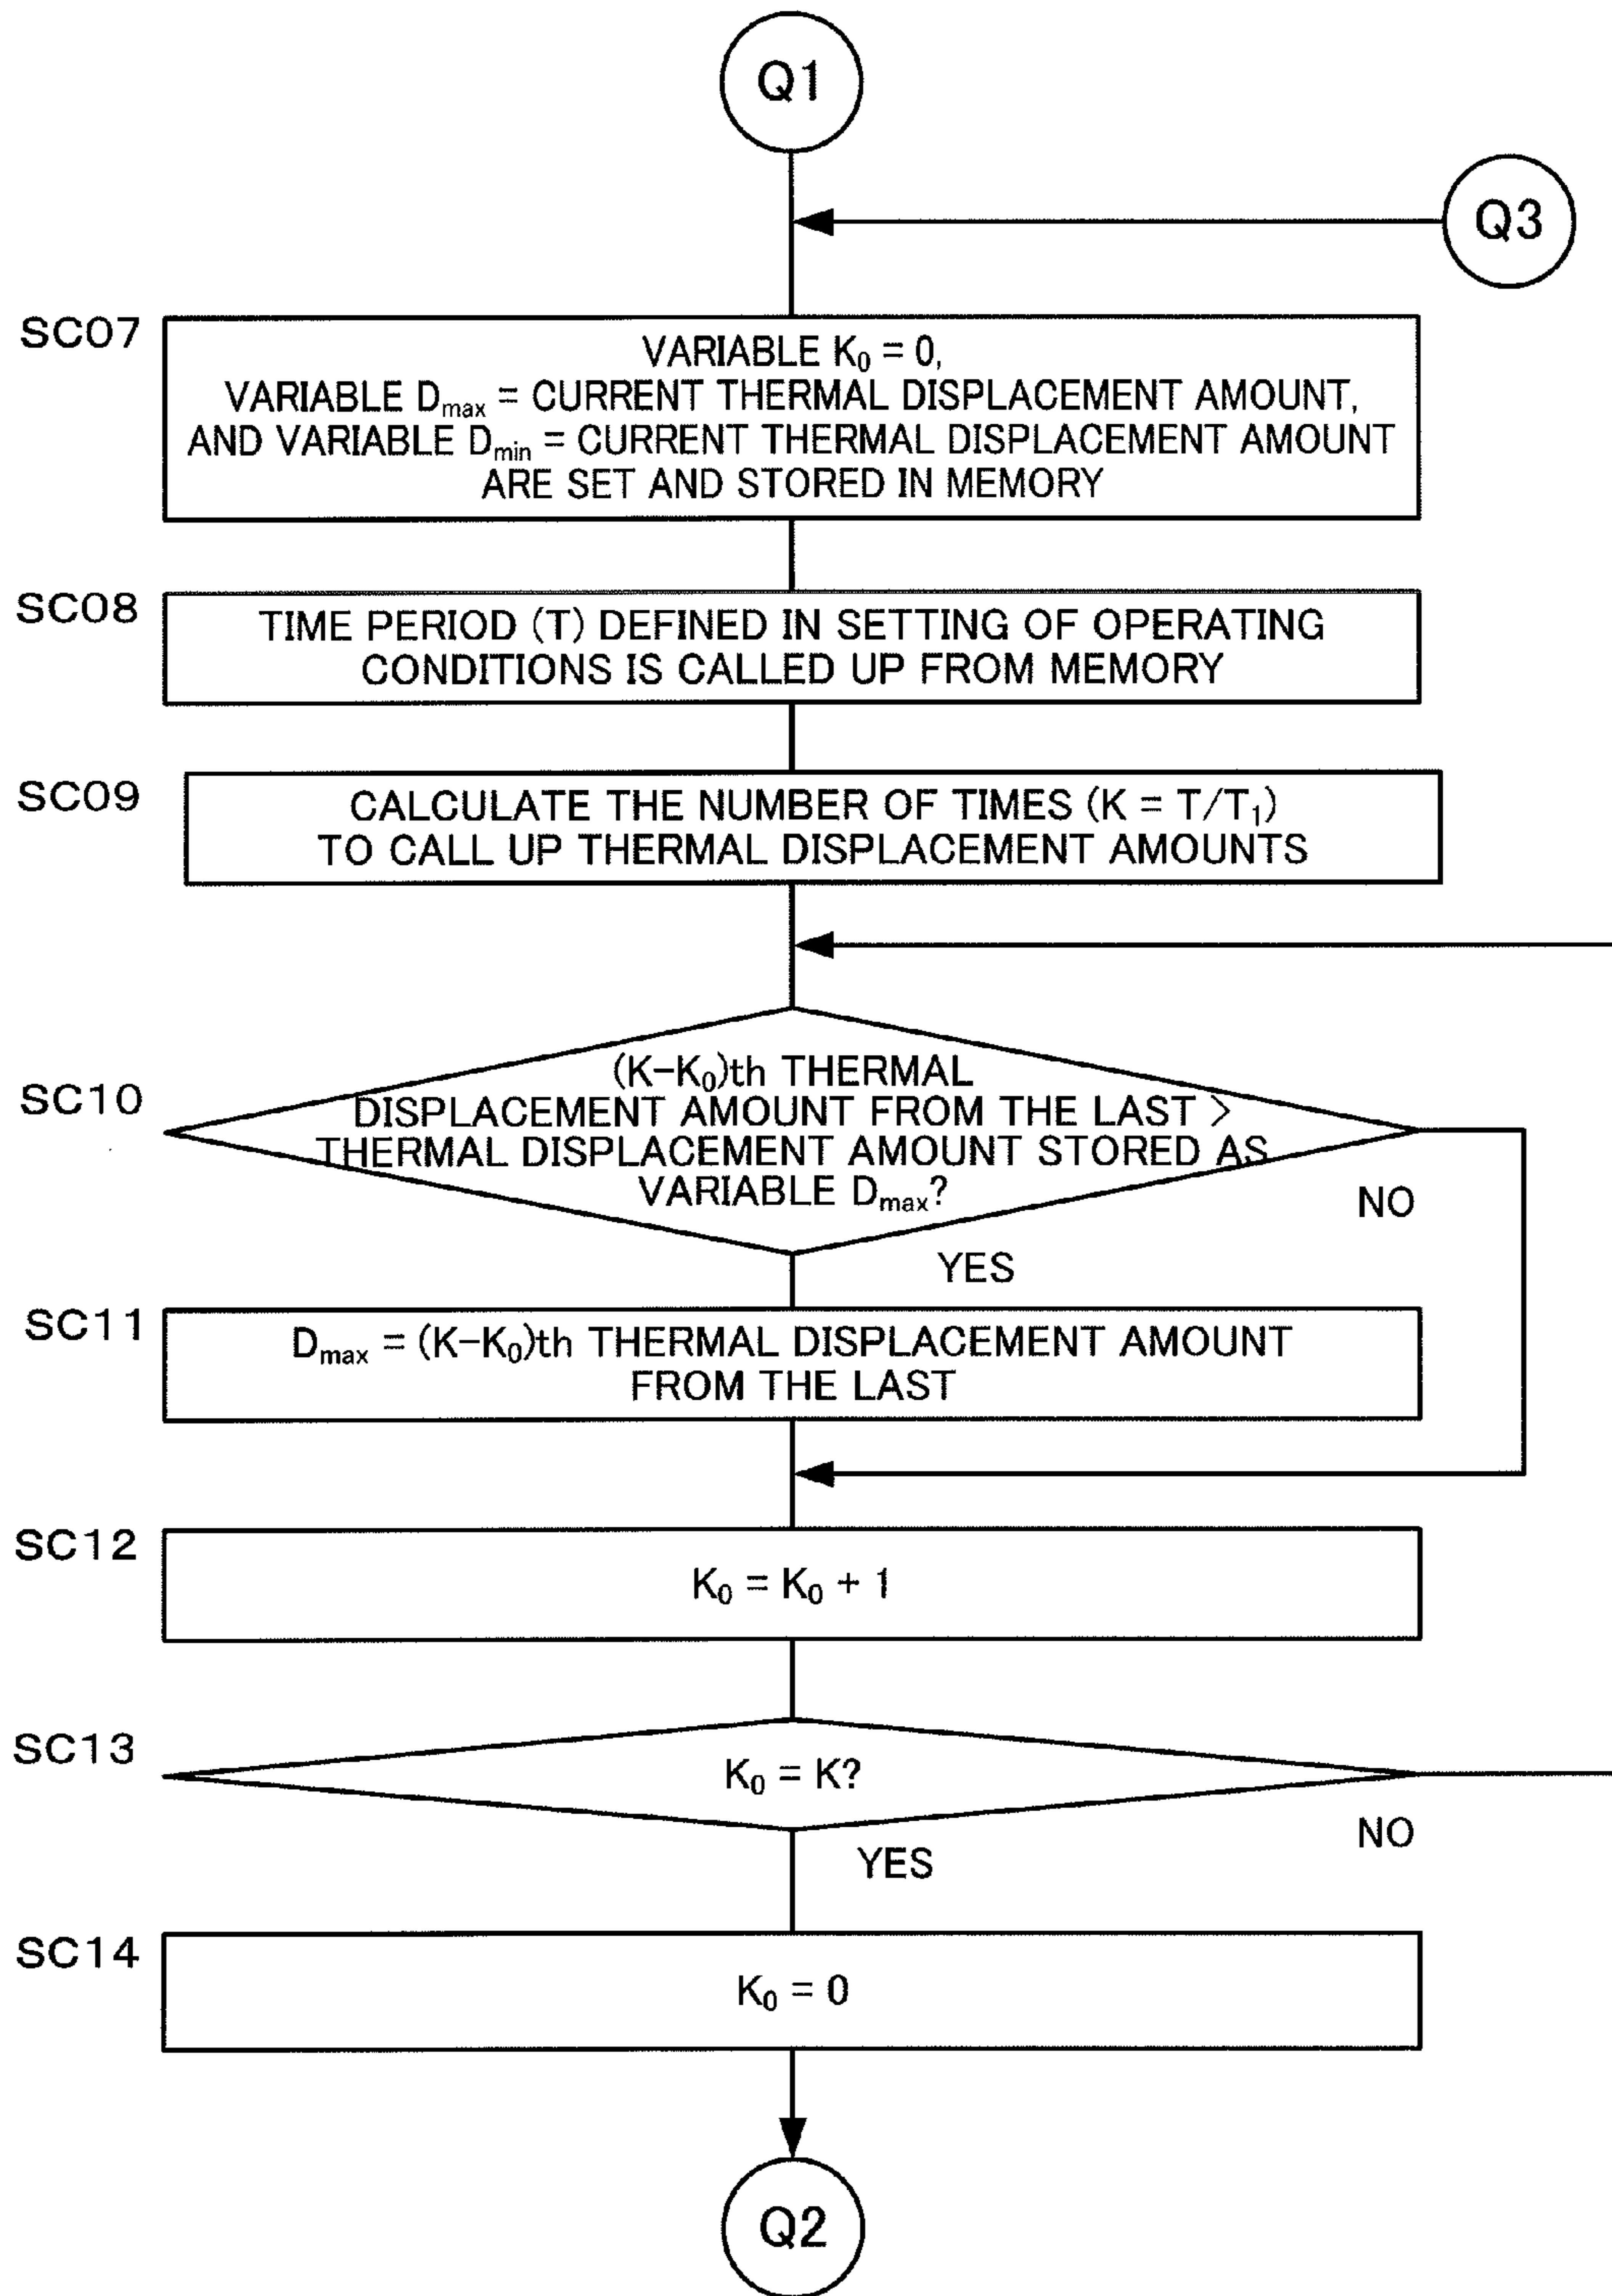 Q1
Q3
SC07
VARIABLE K₀ = 0,
VARIABLE Dmax = CURRENT THERMAL DISPLACEMENT AMOUNT,
AND VARIABLE Dmin = CURRENT THERMAL DISPLACEMENT AMOUNT
ARE SET AND STORED IN MEMORY
SC08
TIME PERIOD (T) DEFINED IN SETTING OF OPERATING
CONDITIONS IS CALLED UP FROM MEMORY
SC09
CALCULATE THE NUMBER OF TIMES (K = T/T₁)
TO CALL UP THERMAL DISPLACEMENT AMOUNTS
SC10
(K-K₀)th THERMAL
DISPLACEMENT AMOUNT FROM THE LAST >
THERMAL DISPLACEMENT AMOUNT STORED AS
VARIABLE Dmax?
NO
YES
SC11
Dmax = (K-K₀)th THERMAL DISPLACEMENT AMOUNT
FROM THE LAST
SC12
K₀ = K₀ + 1
SC13
K₀ = K?
NO
YES
SC14
K₀ = 0
Q2